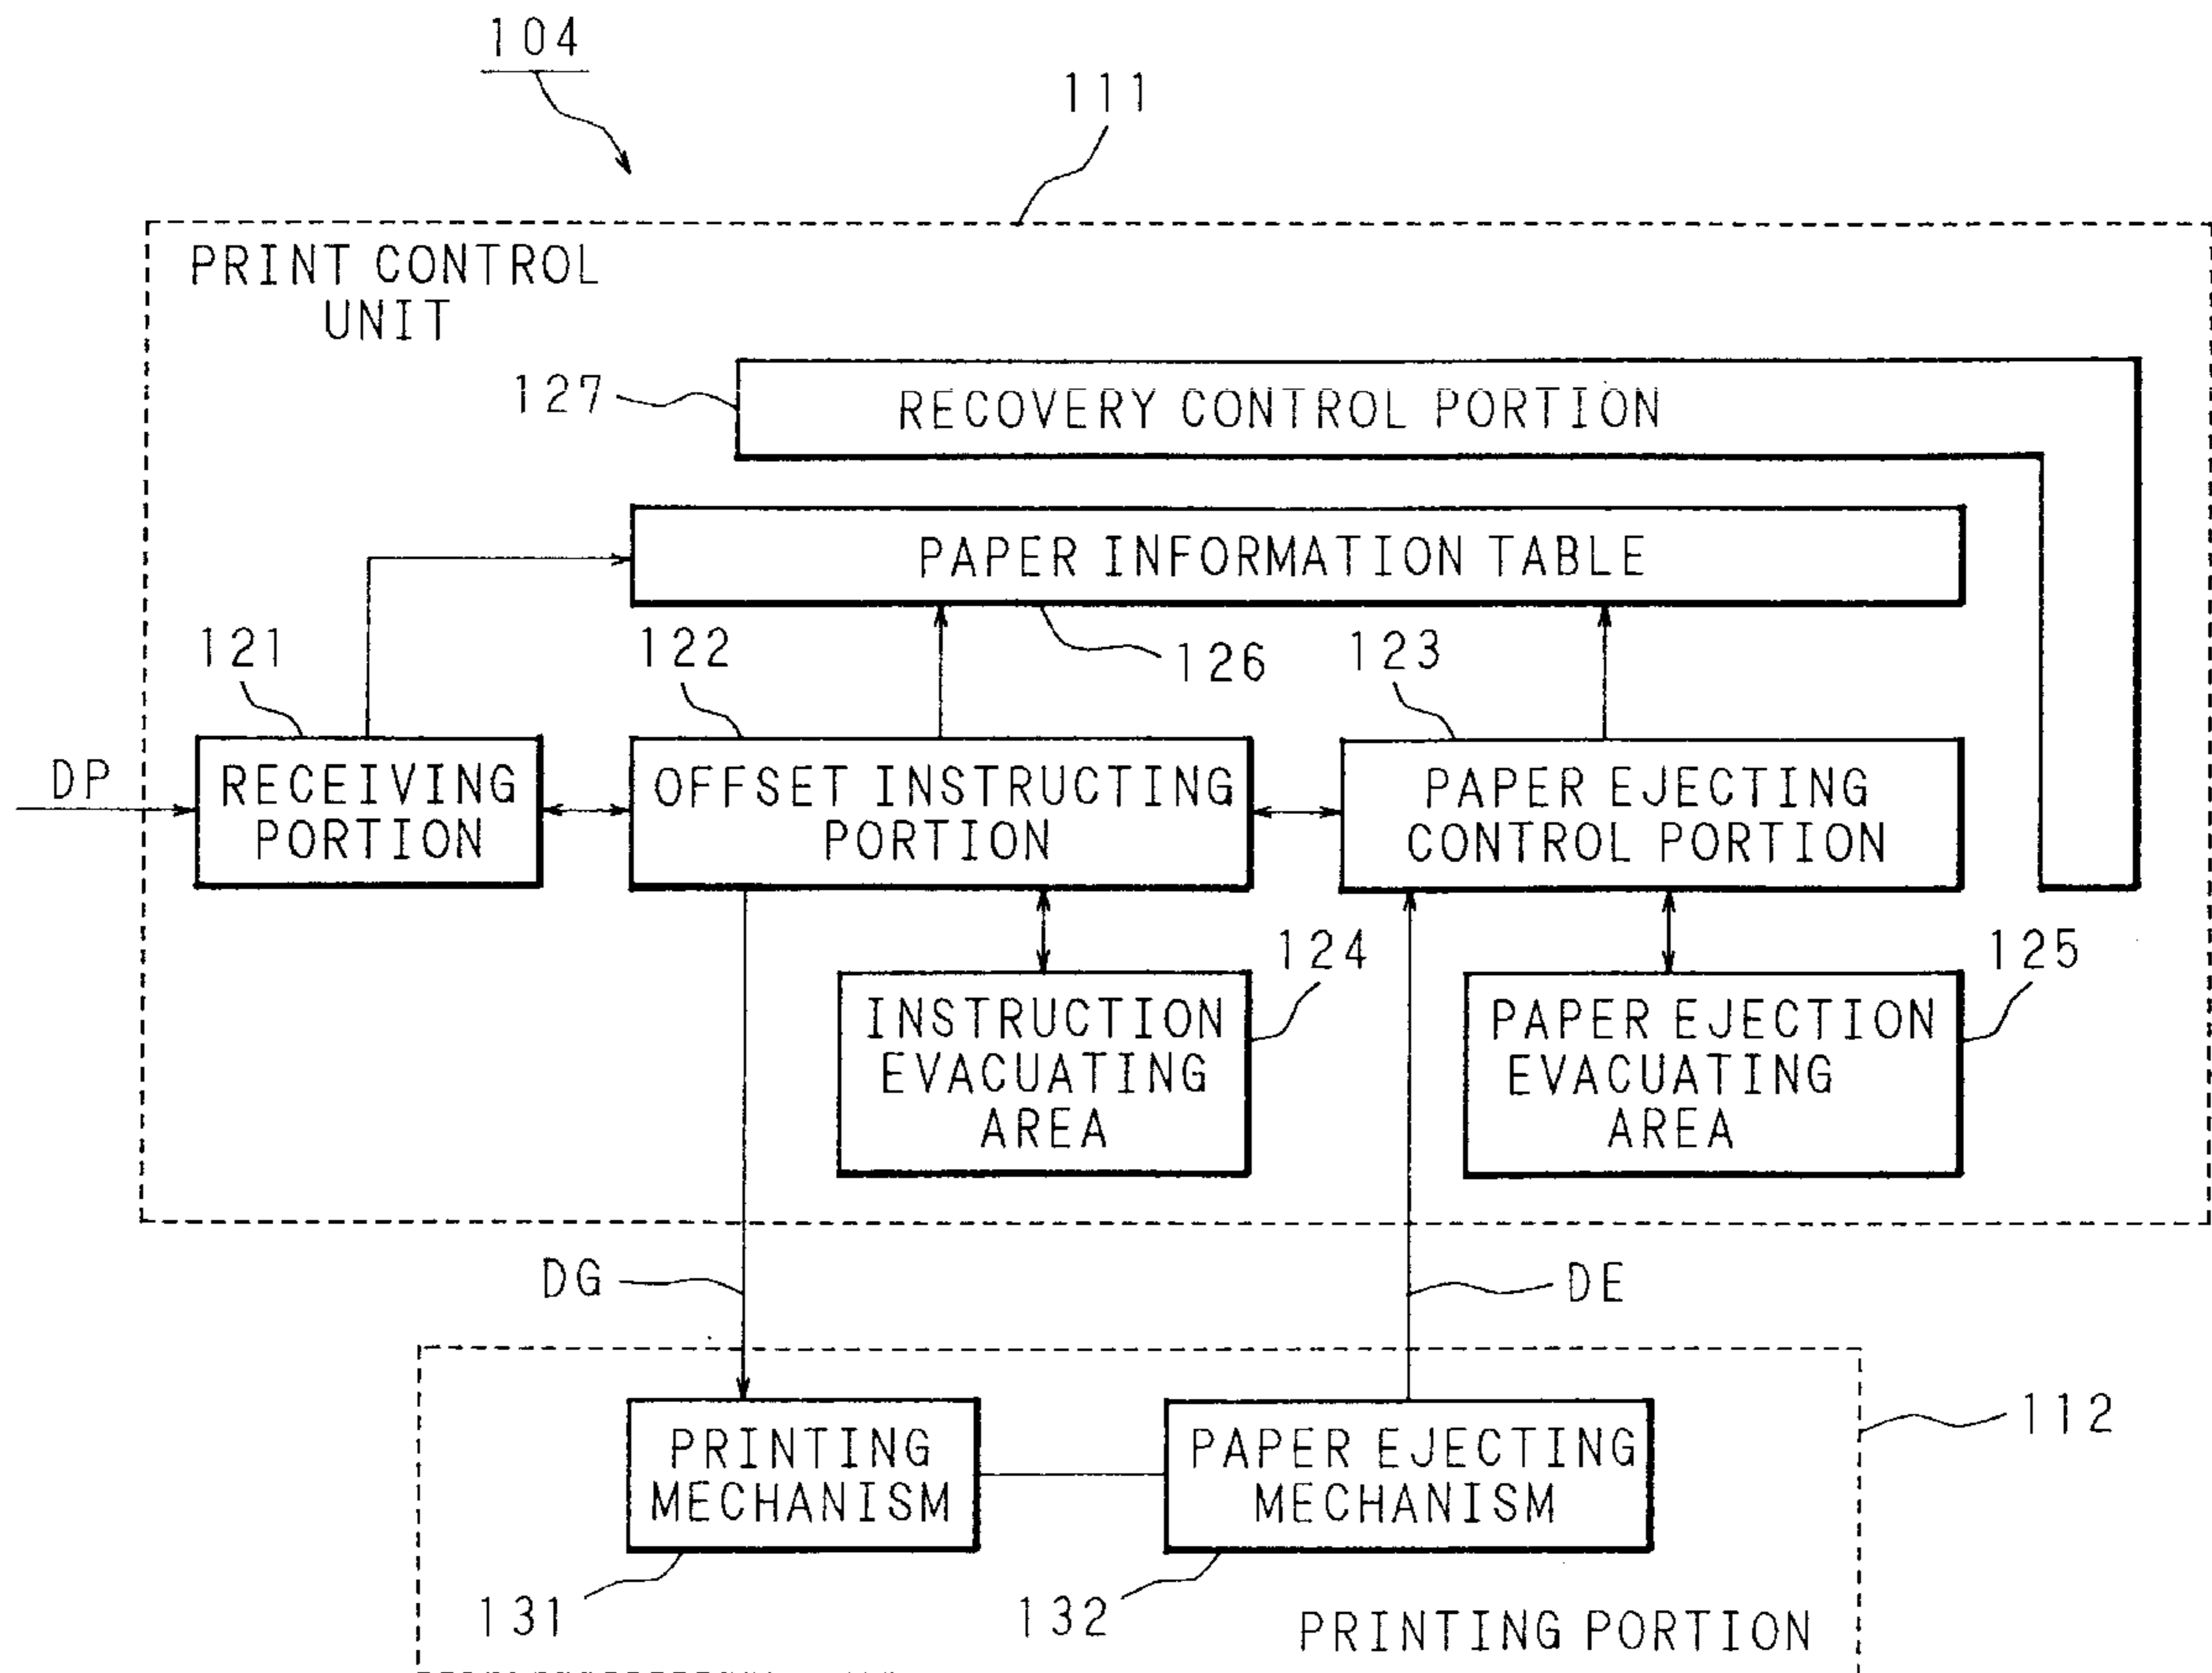 104
111
PRINT CONTROL
UNIT
127
RECOVERY CONTROL PORTION
PAPER INFORMATION TABLE
121
122
126
123
DP
RECEIVING
PORTION
OFFSET INSTRUCTING
PORTION
PAPER EJECTING
CONTROL PORTION
124
125
INSTRUCTION
EVACUATING
AREA
PAPER EJECTION
EVACUATING
AREA
DG
DE
112
PRINTING
MECHANISM
PAPER EJECTING
MECHANISM
131
132
PRINTING PORTION